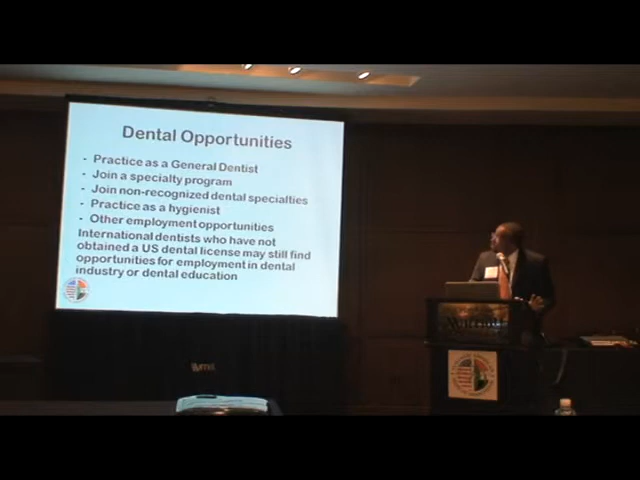 Dental Opportunities
- Practice as a General Dentist
- Join a specialty program
- Join non-recognized dental specialties
- Practice as a hygienist
- Other employment opportunities
International dentists who have not
obtained a US dental license may still find
opportunities for employment in dental
industry or dental education
Marriott